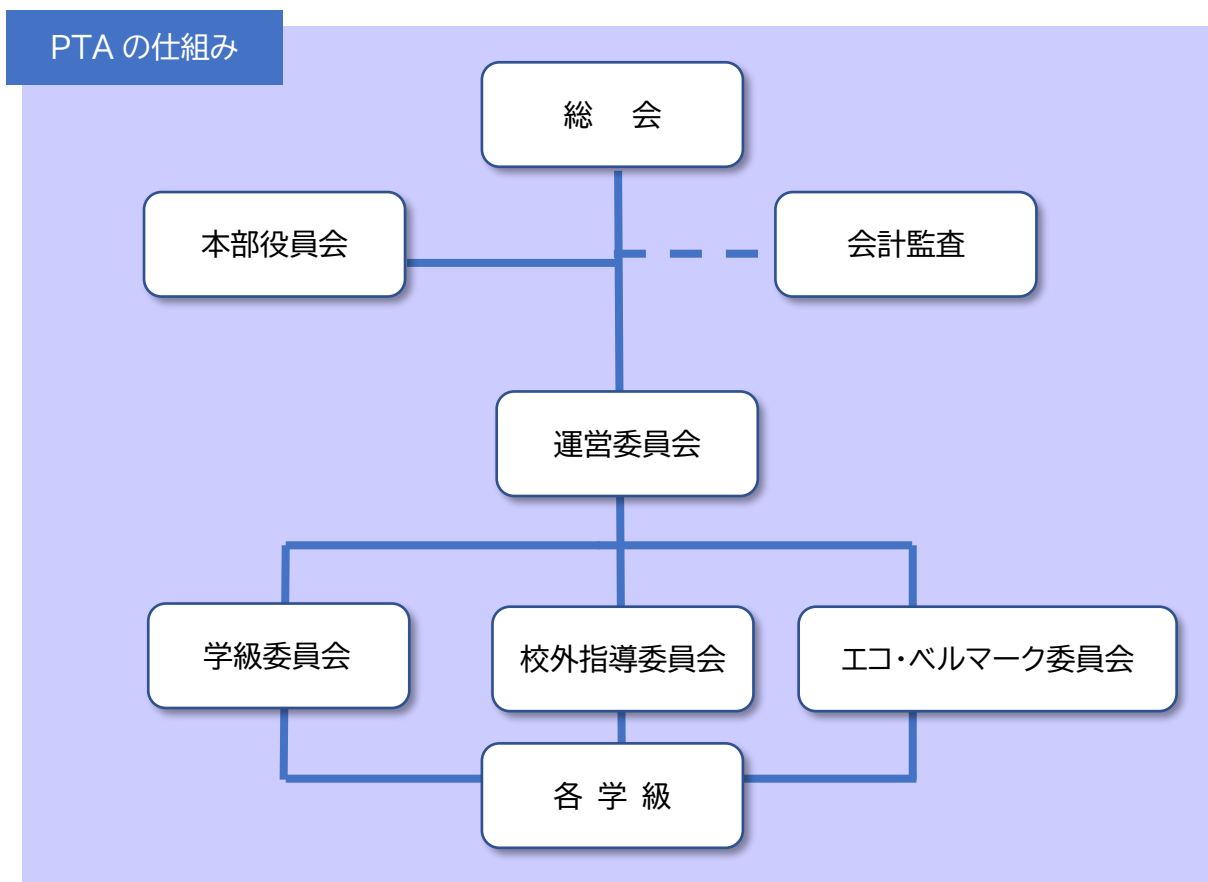 PTA の仕組み
総 会
本部役員会
会計監査
運営委員会
学級委員会
校外指導委員会
エコ・ベルマーク委員会
各 学 級